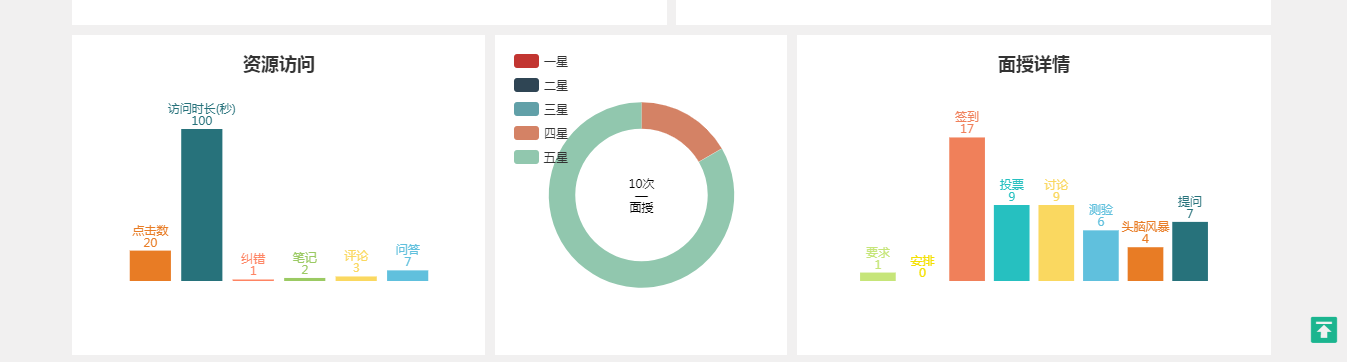 资源访问
访问时长(秒)
100
点击数
20
纠错
1
笔记
2
评论
3
问答
7
一星
二星
三星
四星
五星
10次
面授
面授详情
要求
1
安排
0
签到
17
投票
9
讨论
9
测验
6
头脑风暴
4
提问
7